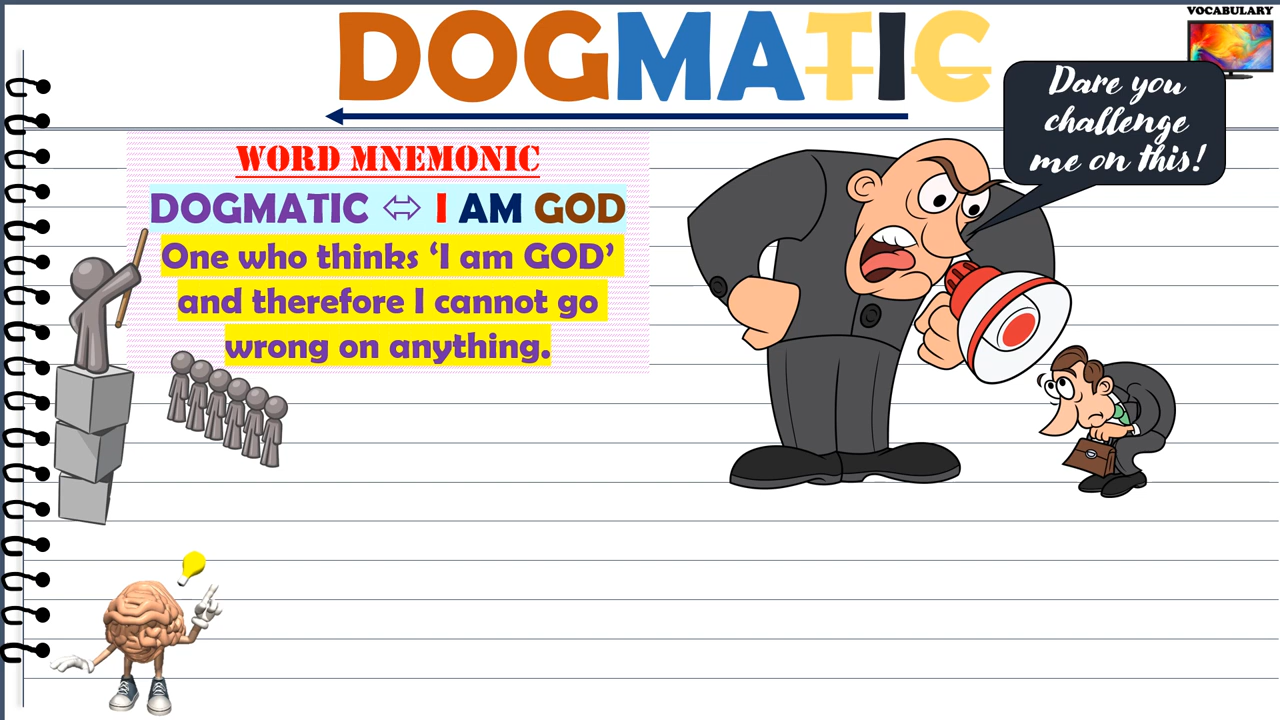 DOGMATIC
VOCABULARY
Dare you
challenge
me on this!
WORD MNEMONIC
DOGMATIC ⇔ I AM GOD
One who thinks ‘I am GOD’
and therefore I cannot go
wrong on anything.